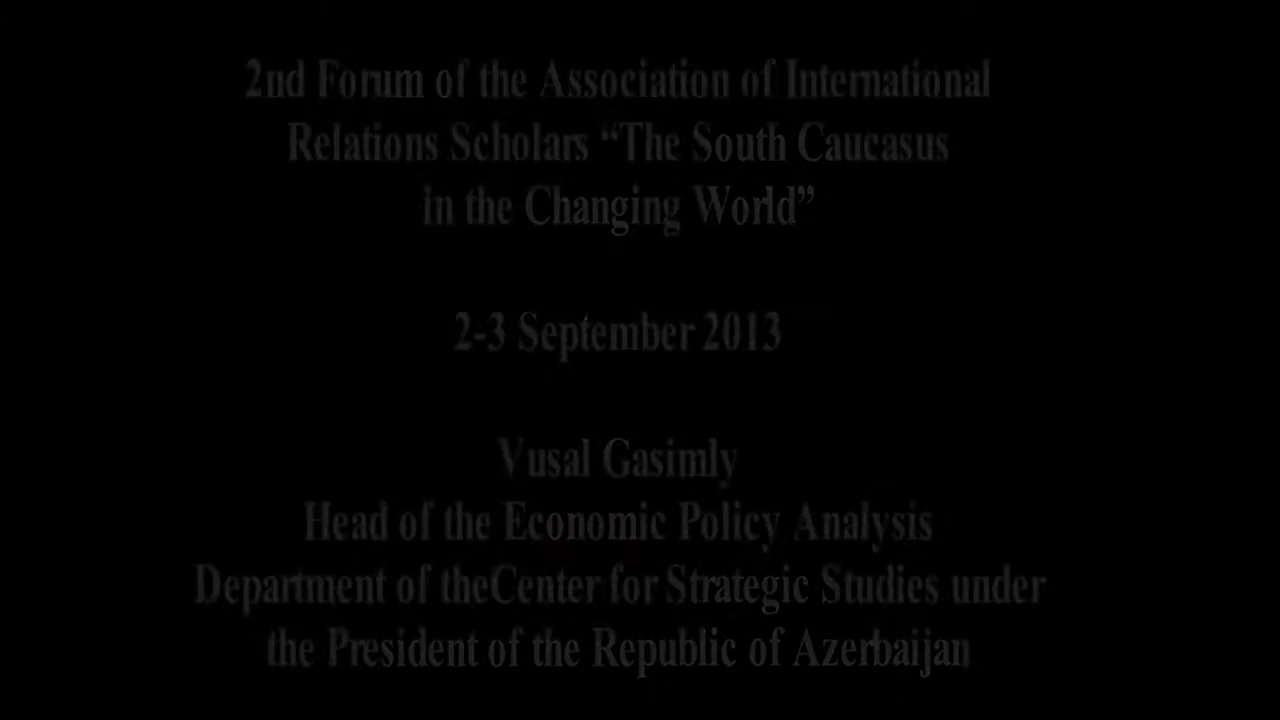 2nd Forum of the Association of International
Relations Scholars “The South Caucasus
in the Changing World”
2-3 September 2013
Vusal Gasimly
Head of the Economic Policy Analysis
Department of theCenter for Strategic Studies under
the President of the Republic of Azerbaijan